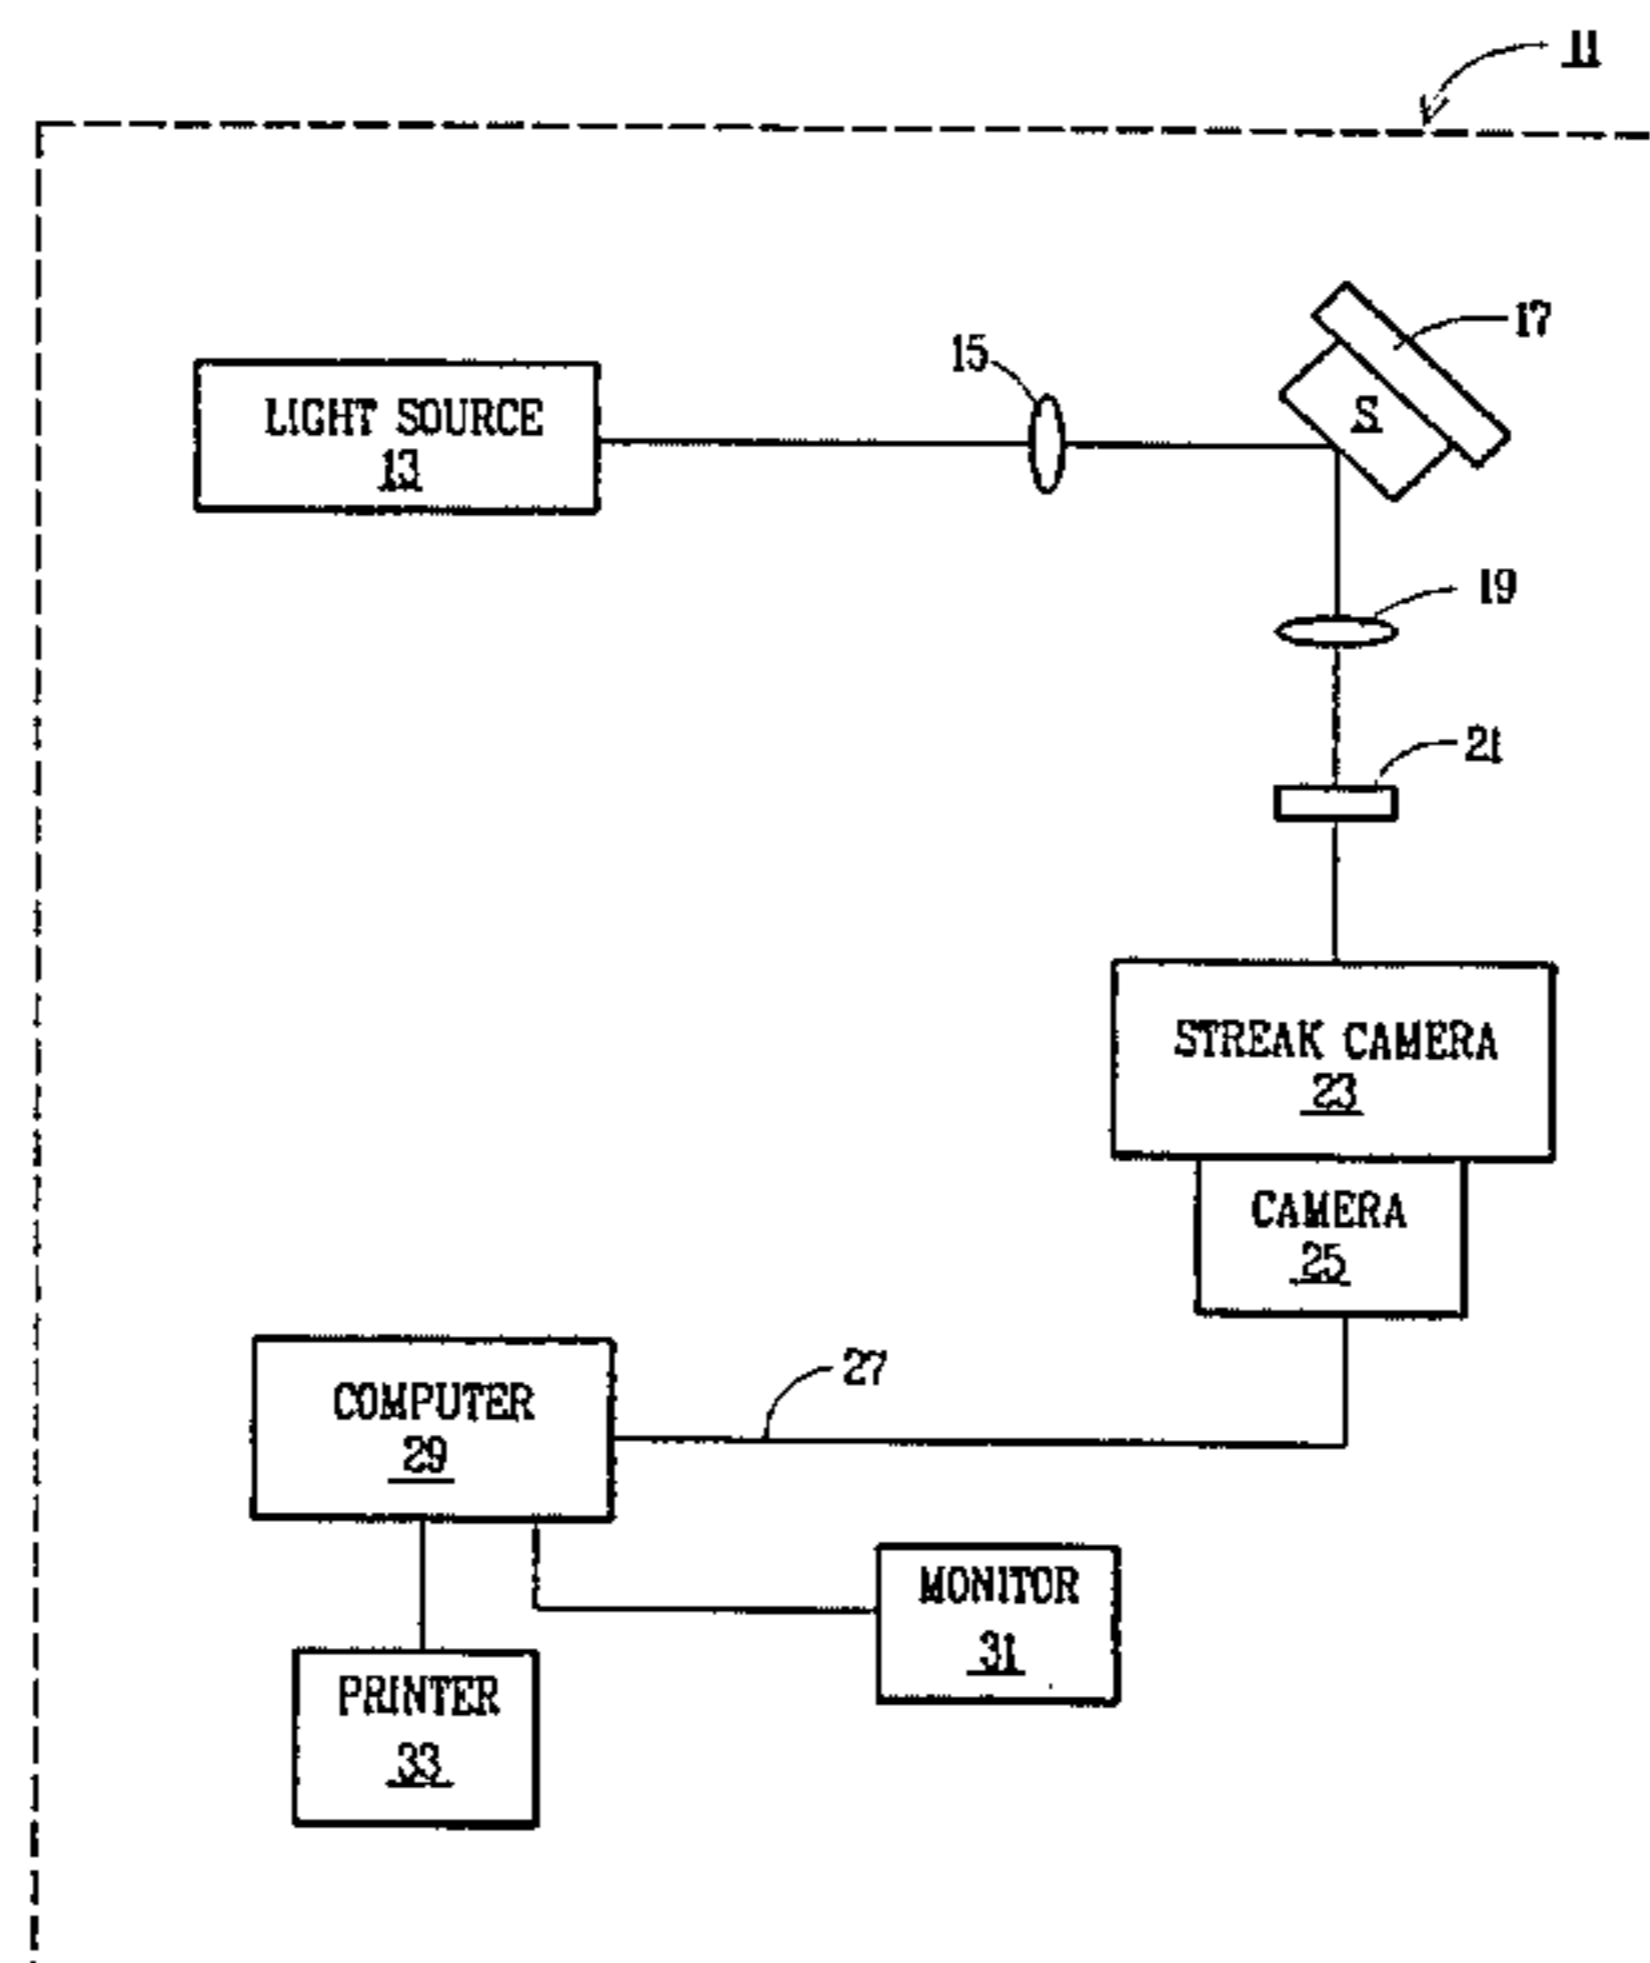 11
17
15
LIGHT SOURCE
13
S
19
21
STREAK CAMERA
23
CAMERA
25
27
COMPUTER
29
MONITOR
31
PRINTER
33